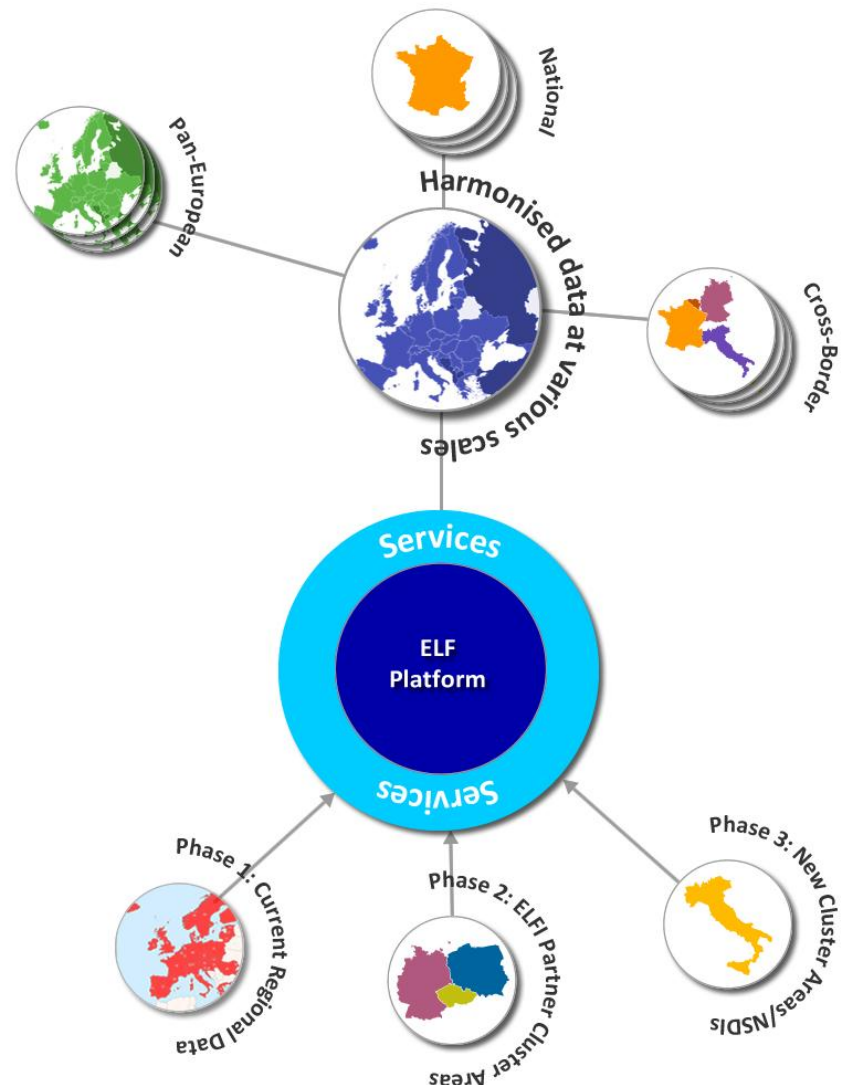 National
Pan-European
Harmonised data at various scales
Cross-Border
Services
ELF
Platform
Services
Phase 1: Current Regional Data
Phase 2: ELFI Partner Cluster Areas
Phase 3: New Cluster Areas/NSDIs